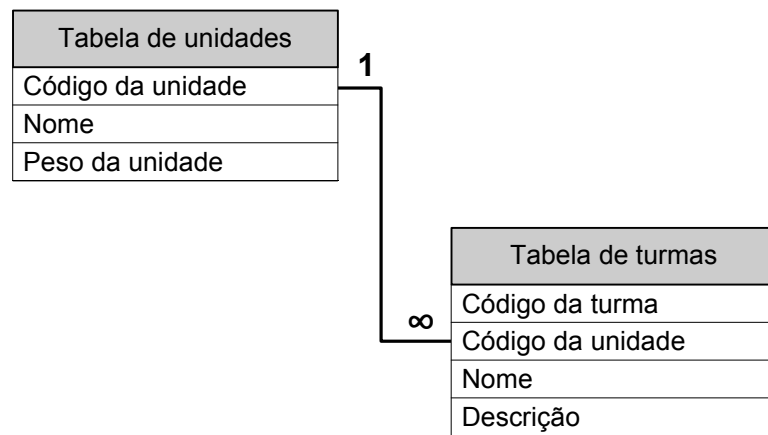 Tabela de unidades
Código da unidade
Nome
Peso da unidade
1
∞
Tabela de turmas
Código da turma
Código da unidade
Nome
Descrição